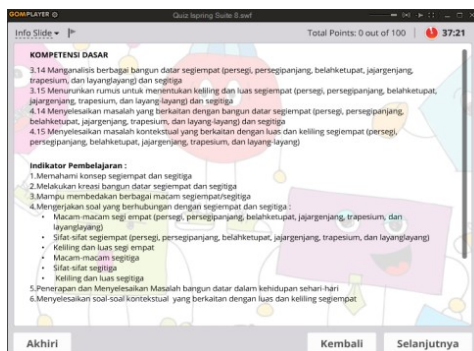 GOMPLAYER
Quiz Ispring Suite 8.swf
Info Slide
Total Points: 0 out of 100
37:21
KOMPETENSI DASAR
3.14 Manganalisis berbagai bangun datar segiempat (persegi, persegipanjang, belahketupat, jajargenjang,
trapesium, dan layanglayang) dan segitiga
3.15 Menurunkan rumus untuk menentukan keliling dan luas segiempat (persegi, persegipanjang, belahketupat,
jajargenjang, trapesium, dan layang-layang) dan segitiga
4.14 Menyelesaikan masalah yang berkaitan dengan bangun datar segiempat (persegi, persegipanjang,
belahketupat, jajargenjang, trapesium, dan layang-layang) dan segitiga
4.15 Menyelesaikan masalah kontekstual yang berkaitan dengan luas dan keliling segiempat (persegi,
persegipanjang, belahketupat, jajargenjang, trapesium, dan layang-layang)
Indikator Pembelajaran :
1.Memahami konsep segiempat dan segitiga
2.Melakukan kreasi bangun datar segiempat dan segitiga
3.Mampu membedakan berbagai macam segiempat/segitiga
4.Mengerjakan soal yang berhubungan dengan segiempat dan segitiga :
• Macam-macam segi empat (persegi, persegipanjang, belahketupat, jajargenjang, trapesium, dan
layanglayang)
• Sifat-sifat segiempat (persegi, persegipanjang, belahketupat, jajargenjang, trapesium, dan layanglayang)
• Keliling dan luas segi empat
• Macam-macam segitiga
• Sifat-sifat segitiga
• Keliling dan luas segitiga
5.Penerapan dan Menyelesaikan Masalah bangun datar dalam kehidupan sehari-hari
6.Menyelesaikan soal-soal kontekstual yang berkaitan dengan luas dan keliling segiempat
Akhiri
Kembali
Selanjutnya